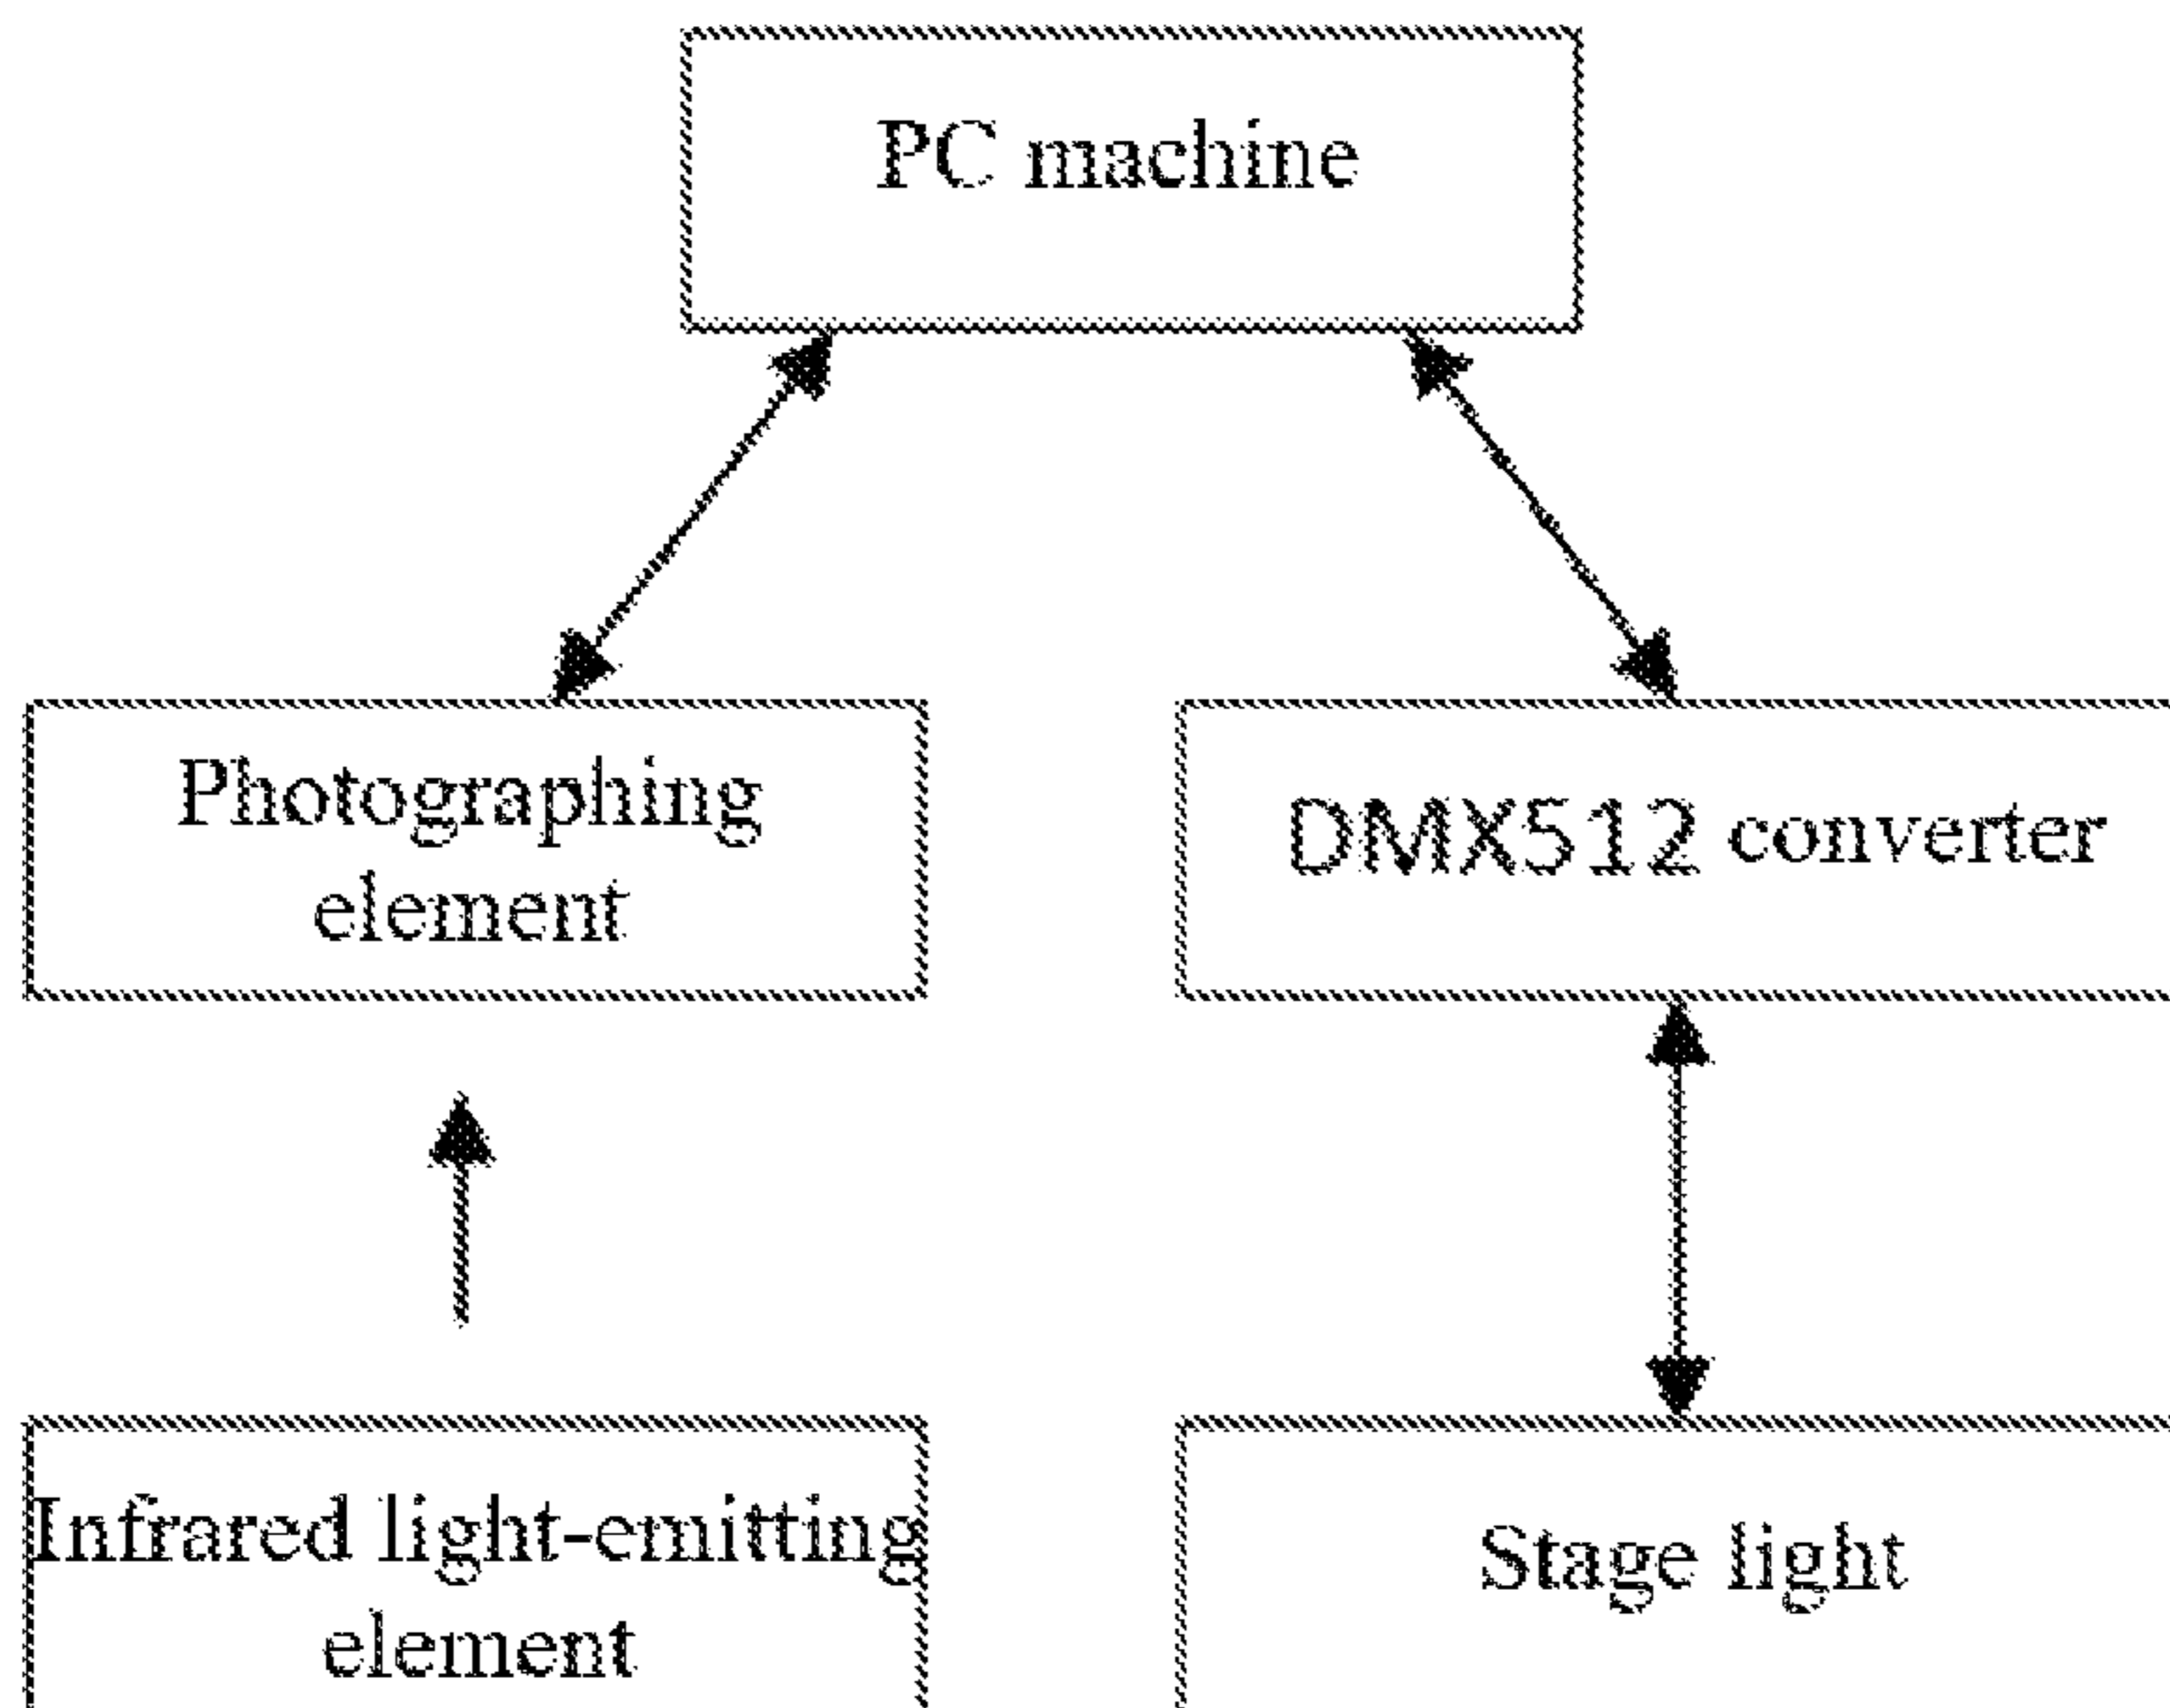 PC machine
Photographing
element
DMX512 converter
Infrared light-emitting
element
Stage light